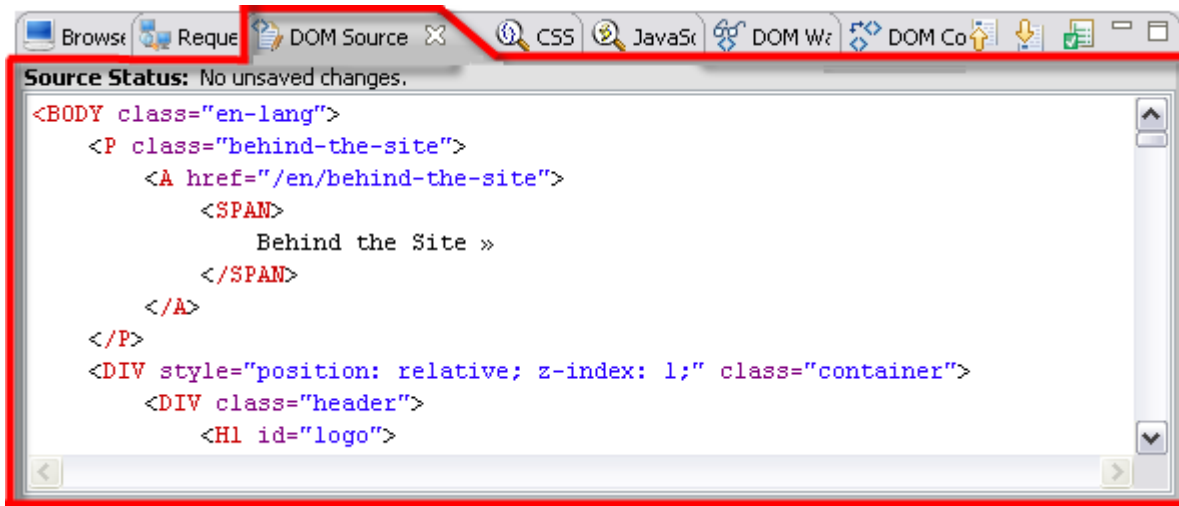 Browse Reque DOM Source CSS JavaSc DOM Wa DOM Co
Source Status: No unsaved changes.
<BODY class="en-lang">
<P class="behind-the-site">
<A href="/en/behind-the-site">
<SPAN>
Behind the Site »
</SPAN>
</A>
</P>
<DIV style="position: relative; z-index: 1;" class="container">
<DIV class="header">
<H1 id="logo">